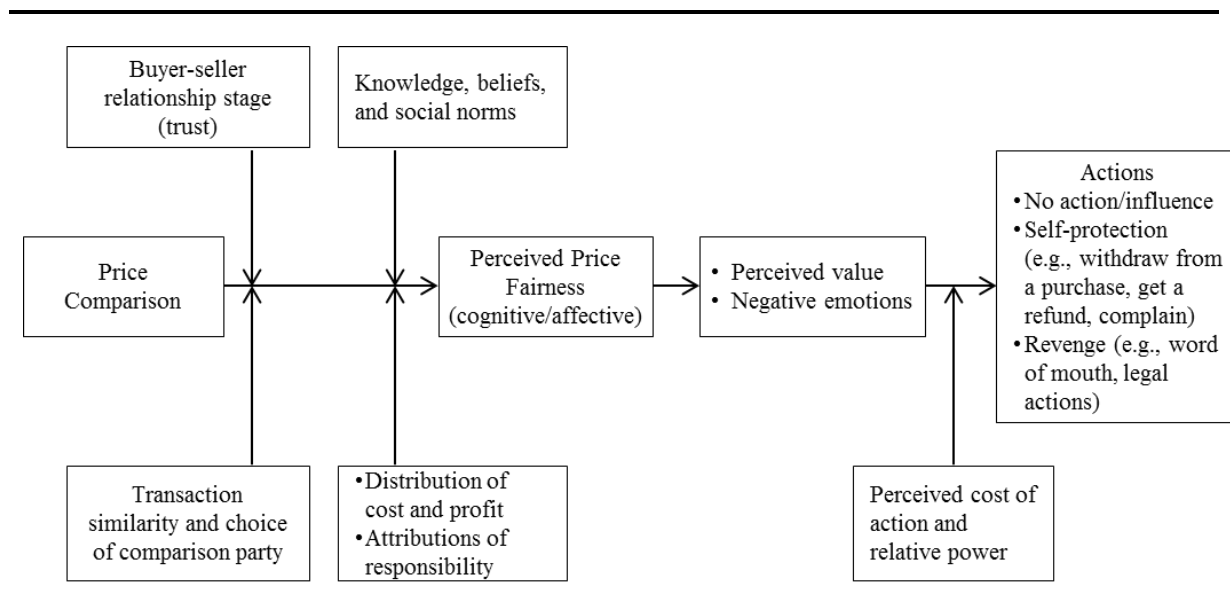 Buyer-seller
relationship stage
(trust)
Knowledge, beliefs,
and social norms
Price
Comparison
Perceived Price
Fairness
(cognitive/affective)
• Perceived value
• Negative emotions
Actions
•No action/influence
•Self-protection
(e.g., withdraw from
a purchase, get a
refund, complain)
•Revenge (e.g., word
of mouth, legal
actions)
Transaction
similarity and choice
of comparison party
•Distribution of
cost and profit
•Attributions of
responsibility
Perceived cost of
action and
relative power